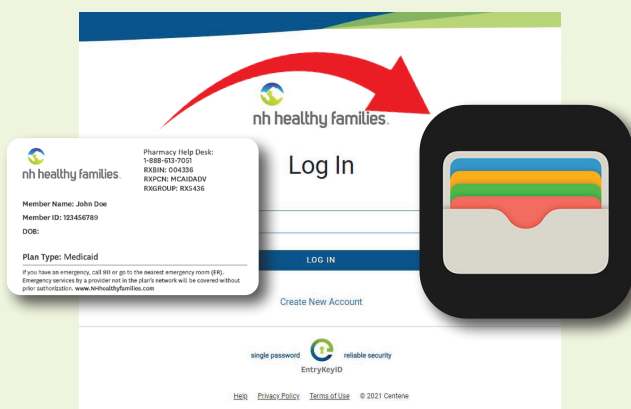 nh healthy families.
Log In
LOG IN
Create New Account
single password
reliable security
EntryKeyID
Help Privacy Policy Terms of Use © 2021 Centene
nh healthy families.
Pharmacy Help Desk:
1-888-613-7051
RXBIN: 004336
RXPCN: MCAIDADV
RXGROUP: RX5436
Member Name: John Doe
Member ID: 123456789
DOB:
Plan Type: Medicaid
If you have an emergency, call 911 or go to the nearest emergency room (ER).
Emergency services by a provider not in the plan's network will be covered without
prior authorization. www.NHhealthyfamilies.com